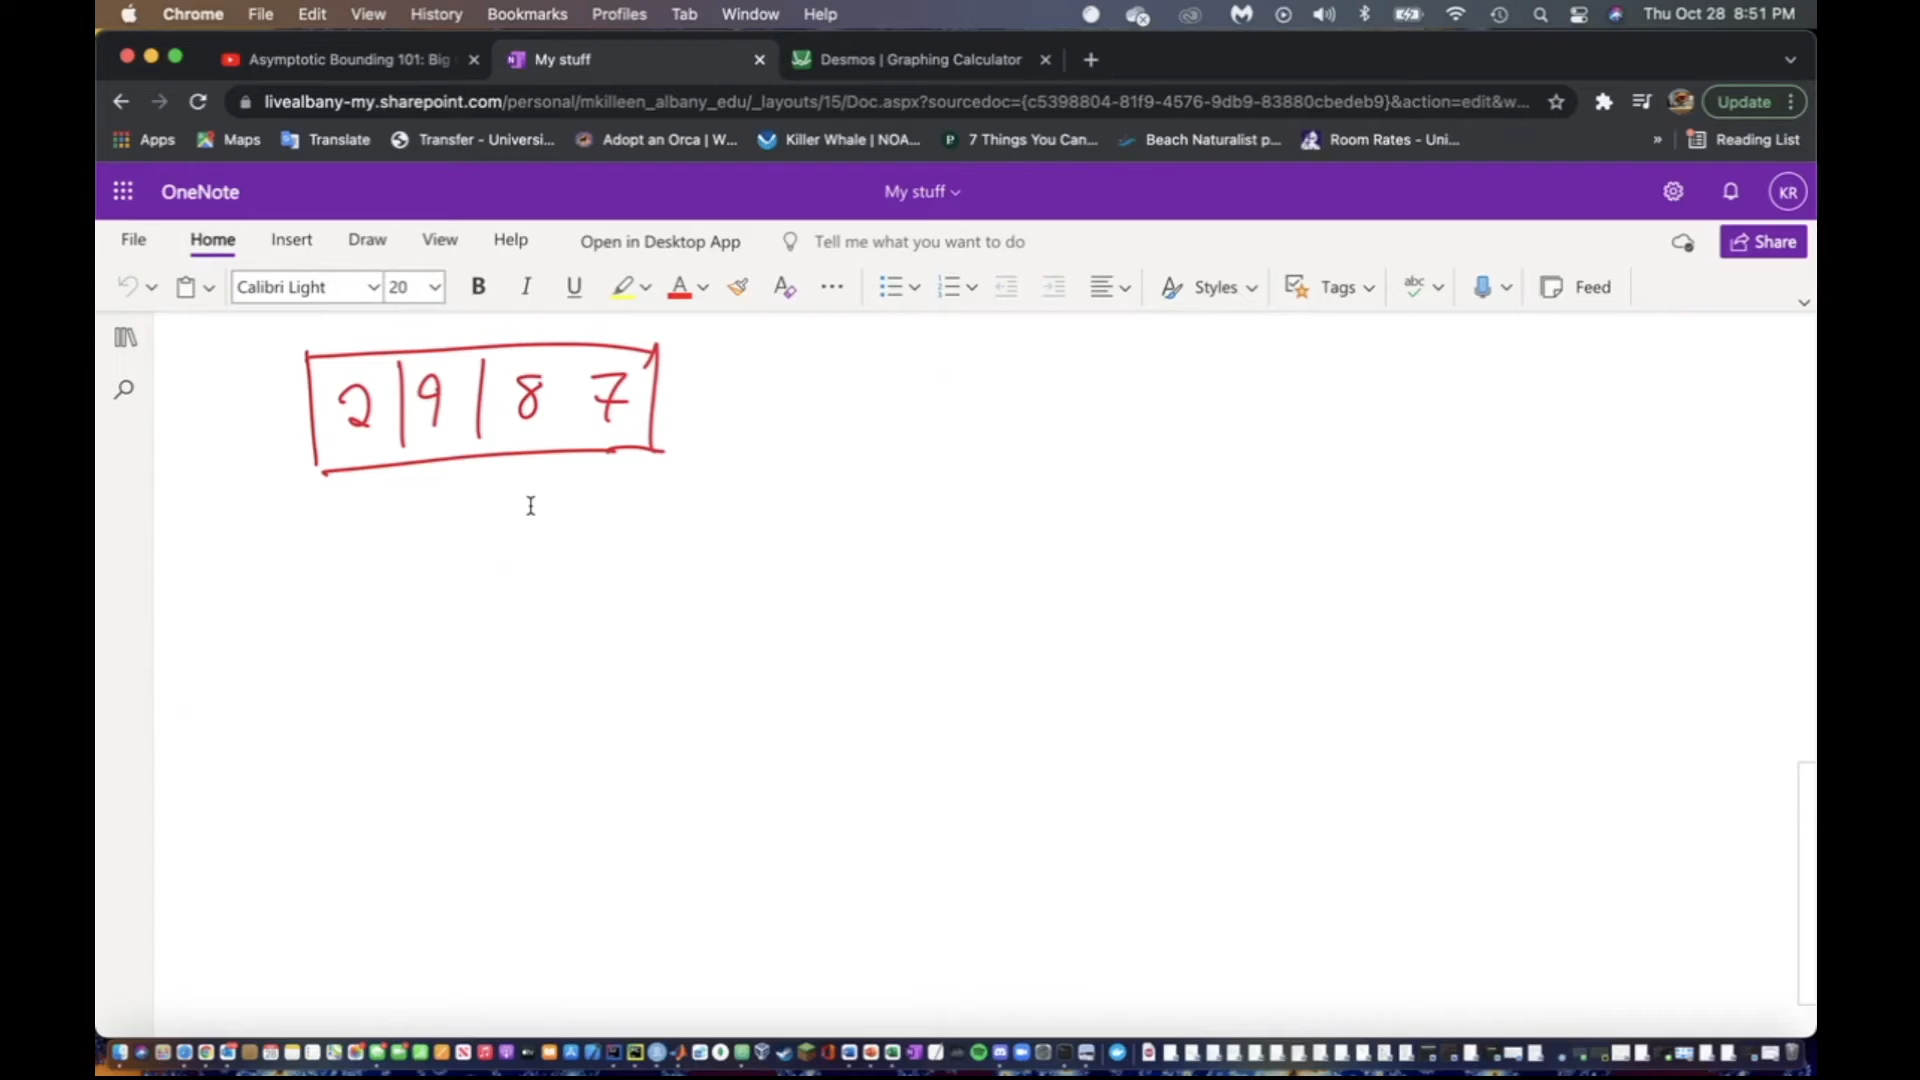 Chrome File Edit View History Bookmarks Profiles Tab Window Help Thu Oct 28 8:51 PM
Asymptotic Bounding 101: Big My stuff Desmos | Graphing Calculator
livealbany-my.sharepoint.com/personal/mkilleen_albany_edu/_layouts/15/Doc.aspx?sourcedoc={c5398804-81f9-4576-9db9-83880cbedeb9}&action=edit&w... Update
Apps Maps Translate Transfer - Universi... Adopt an Orca | W... Killer Whale | NOA... 7 Things You Can... Beach Naturalist p... Room Rates - Uni... » Reading List
OneNote My stuff KR
File Home Insert Draw View Help Open in Desktop App Tell me what you want to do Share
Calibri Light 20 B I U A A ... Styles Tags abc Feed
2 | 9 | 8 7